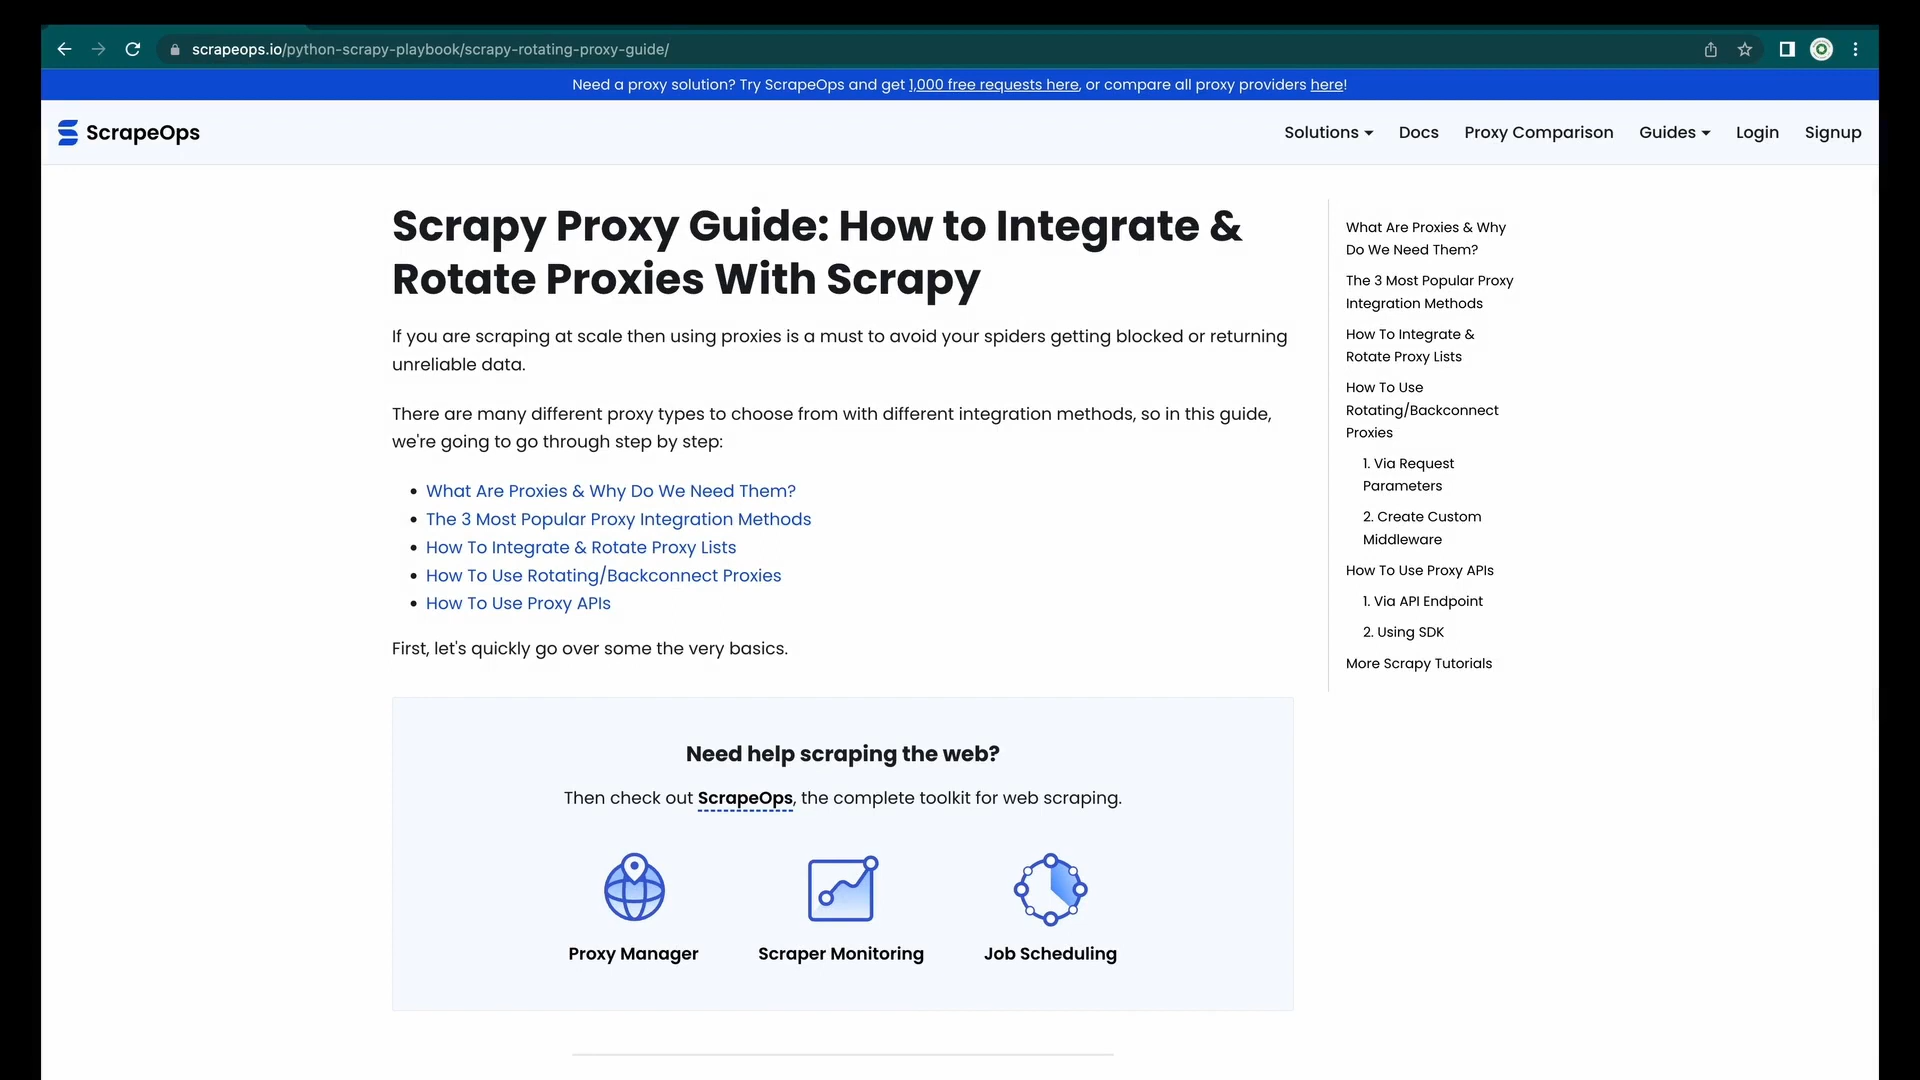 scrapeops.io/python-scrapy-playbook/scrapy-rotating-proxy-guide/
Need a proxy solution? Try ScrapeOps and get 1,000 free requests here, or compare all proxy providers here!
ScrapeOps
Solutions
Docs
Proxy Comparison
Guides
Login
Signup
Scrapy Proxy Guide: How to Integrate &
Rotate Proxies With Scrapy
If you are scraping at scale then using proxies is a must to avoid your spiders getting blocked or returning
unreliable data.
There are many different proxy types to choose from with different integration methods, so in this guide,
we're going to go through step by step:
What Are Proxies & Why Do We Need Them?
The 3 Most Popular Proxy Integration Methods
How To Integrate & Rotate Proxy Lists
How To Use Rotating/Backconnect Proxies
How To Use Proxy APIs
First, let's quickly go over some the very basics.
Need help scraping the web?
Then check out ScrapeOps, the complete toolkit for web scraping.
Proxy Manager
Scraper Monitoring
Job Scheduling
What Are Proxies & Why
Do We Need Them?
The 3 Most Popular Proxy
Integration Methods
How To Integrate &
Rotate Proxy Lists
How To Use
Rotating/Backconnect
Proxies
1. Via Request
Parameters
2. Create Custom
Middleware
How To Use Proxy APIs
1. Via API Endpoint
2. Using SDK
More Scrapy Tutorials